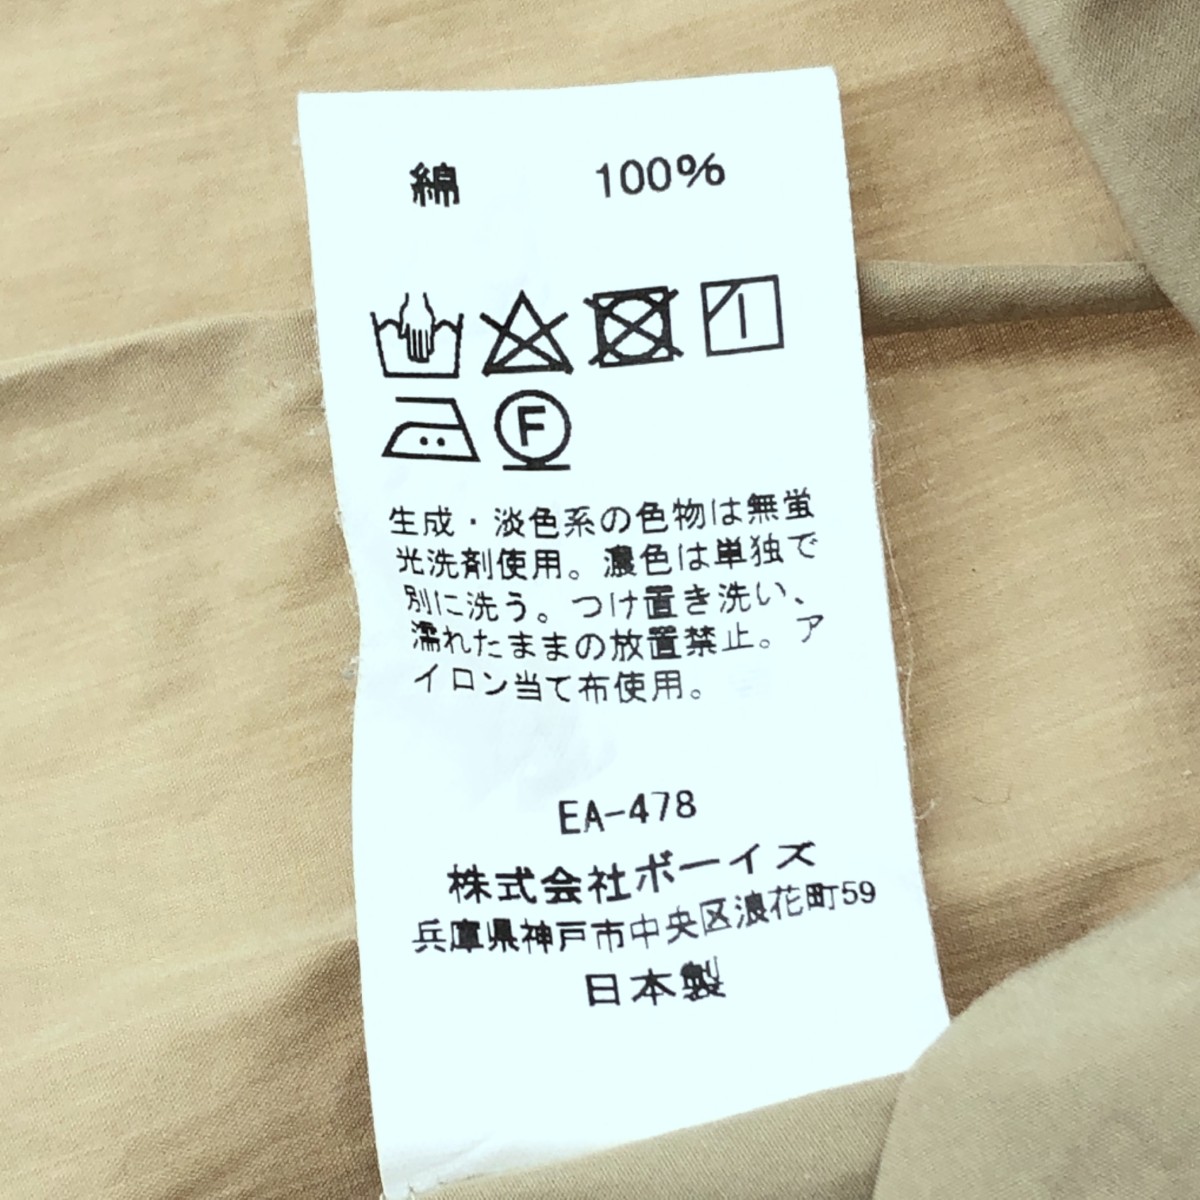 綿 100%
F
生成・淡色系の色物は無蛍
光洗剤使用。濃色は単独で
別に洗う。つけ置き洗い、
濡れたままの放置禁止。ア
イロン当て布使用。
EA-478
株式会社ボーイズ
兵庫県神戸市中央区浪花町59
日本製